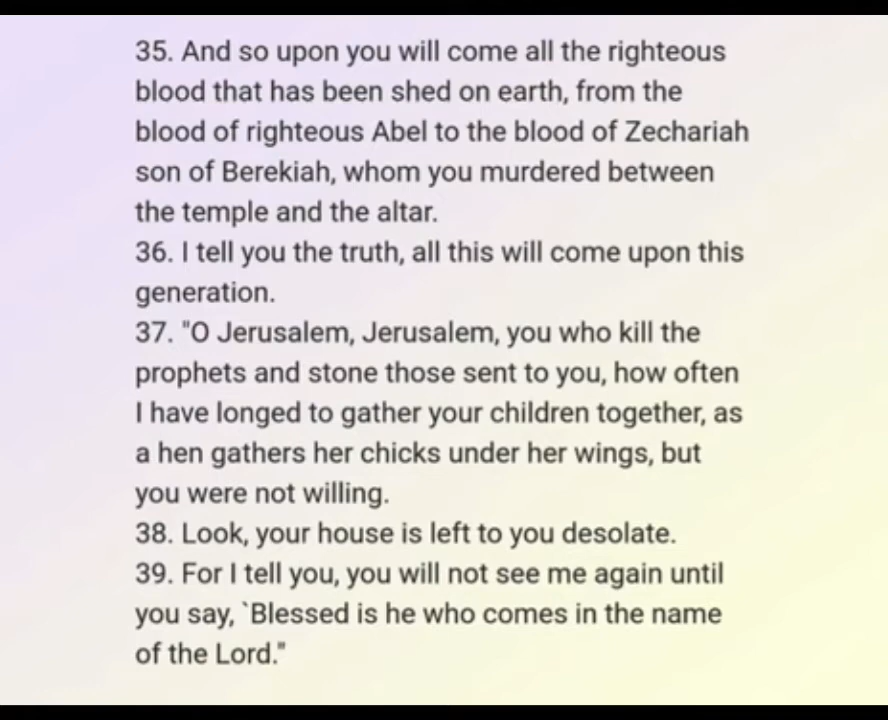 35. And so upon you will come all the righteous
blood that has been shed on earth, from the
blood of righteous Abel to the blood of Zechariah
son of Berekiah, whom you murdered between
the temple and the altar.
36. I tell you the truth, all this will come upon this
generation.
37. "O Jerusalem, Jerusalem, you who kill the
prophets and stone those sent to you, how often
I have longed to gather your children together, as
a hen gathers her chicks under her wings, but
you were not willing.
38. Look, your house is left to you desolate.
39. For I tell you, you will not see me again until
you say, `Blessed is he who comes in the name
of the Lord."